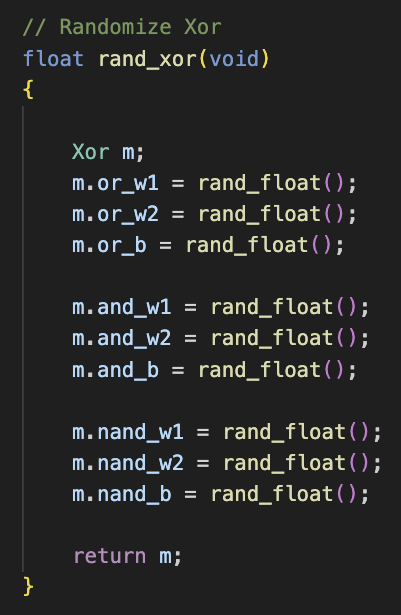 // Randomize Xor
float rand_xor(void)
{
Xor m;
m.or_w1 = rand_float();
m.or_w2 = rand_float();
m.or_b = rand_float();
m.and_w1 = rand_float();
m.and_w2 = rand_float();
m.and_b = rand_float();
m.nand_w1 = rand_float();
m.nand_w2 = rand_float();
m.nand_b = rand_float();
return m;
}